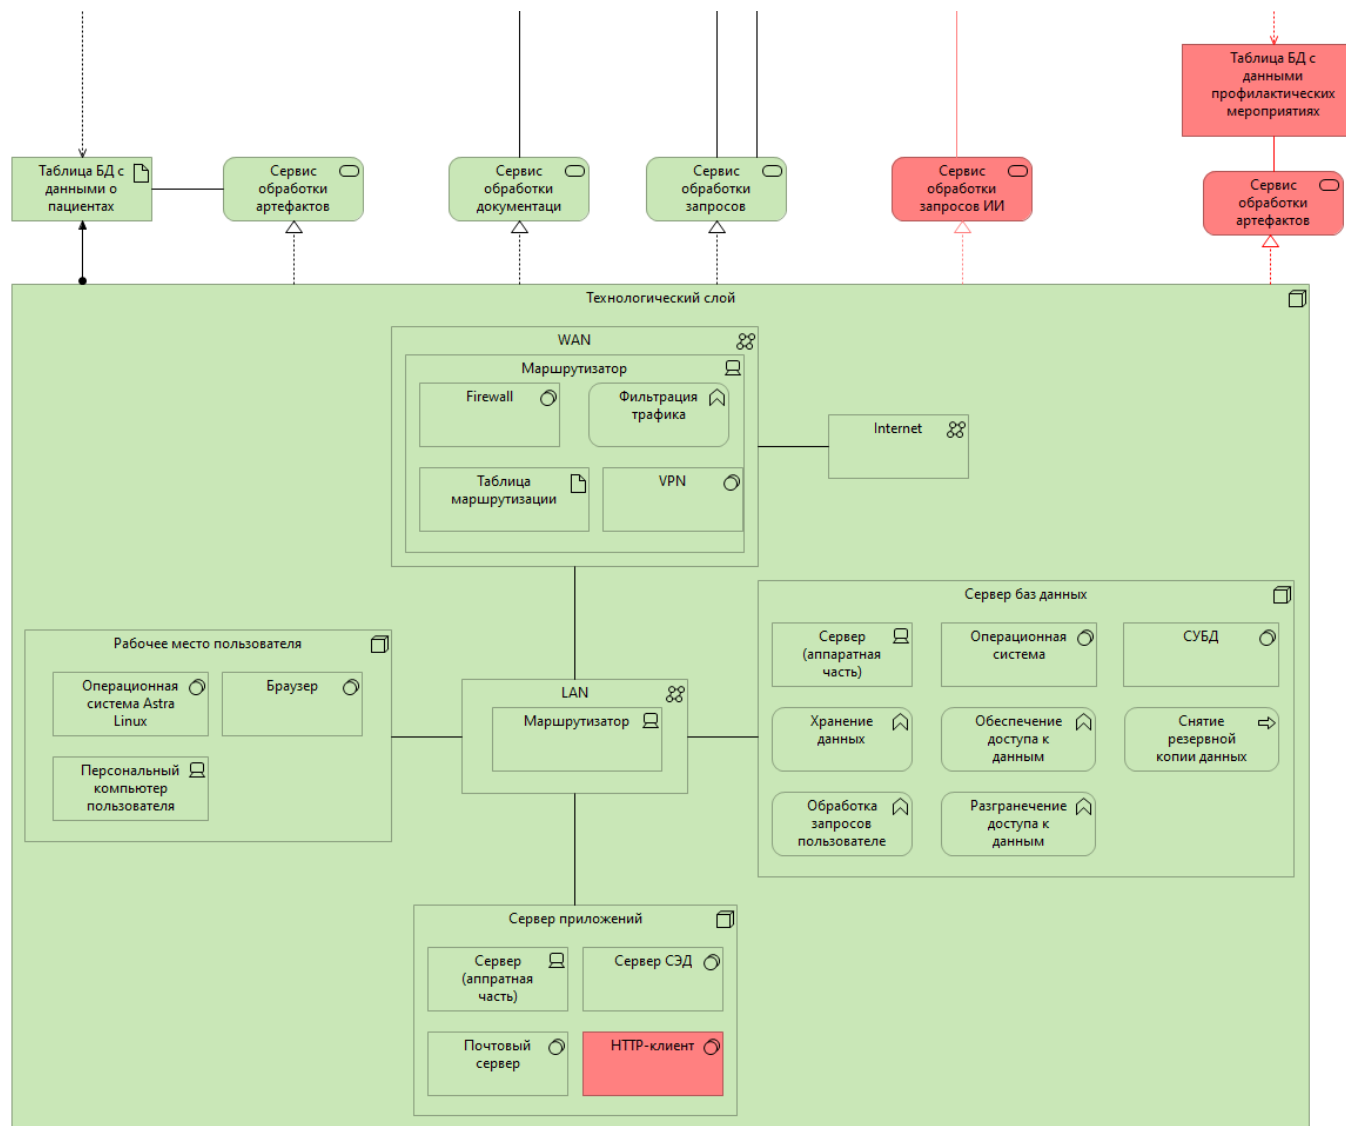 Таблица БД с
данными
профилактических
мероприятиях
Таблица БД с
данными о
пациентах
Сервис
обработки
артефактов
Сервис
обработки
документаци
Сервис
обработки
запросов
Сервис
обработки
запросов ИИ
Сервис
обработки
артефактов
Технологический слой
WAN
Маршрутизатор
Firewall
Фильтрация
трафика
Таблица
маршрутизации
VPN
Internet
Рабочее место пользователя
Операционная
система Astra
Linux
Браузер
Персональный
компьютер
пользователя
LAN
Маршрутизатор
Сервер баз данных
Сервер
(аппаратная
часть)
Операционная
система
СУБД
Хранение
данных
Обеспечение
доступа к
данным
Снятие
резервной
копии данных
Обработка
запросов
пользователе
Разгранечение
доступа к
данным
Сервер приложений
Сервер
(аппратная
часть)
Сервер СЭД
Почтовый
сервер
HTTP-клиент